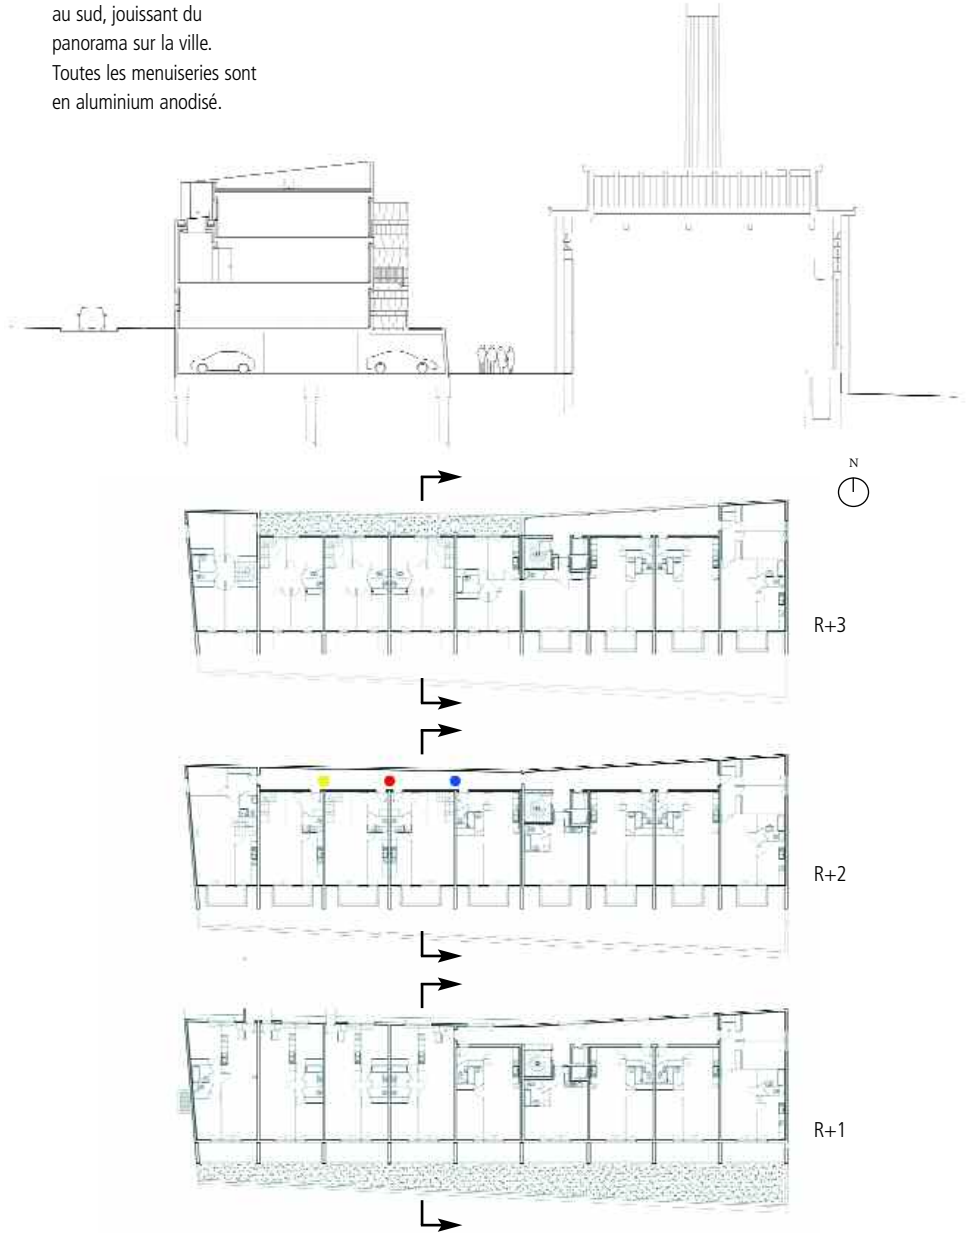 au sud, jouissant du
panorama sur la ville.
Toutes les menuiseries sont
en aluminium anodisé.
N
R+3
R+2
R+1